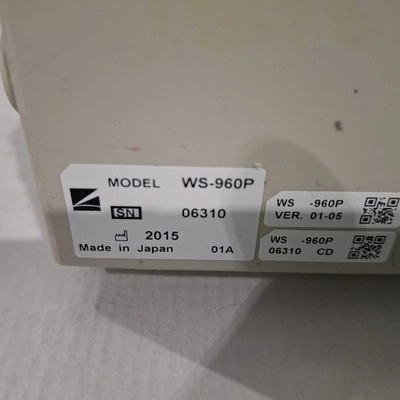 MODEL WS-960P
SN 06310
2015
Made in Japan 01A
WS -960P
VER. 01-05
WS -960P
06310 CD